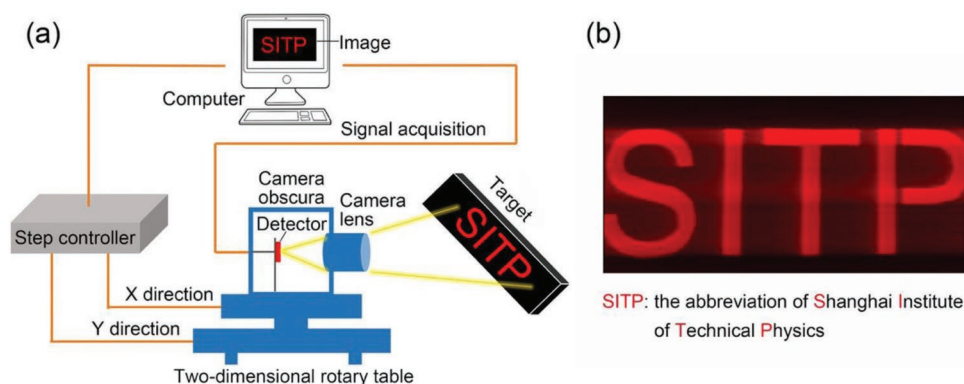 (a)
SITP
Image
Computer
Signal acquisition
Camera
obscura
Camera
lens
Detector
Target
SITP
Step controller
X direction
Y direction
Two-dimensional rotary table
(b)
SITP
SITP: the abbreviation of Shanghai Institute
of Technical Physics